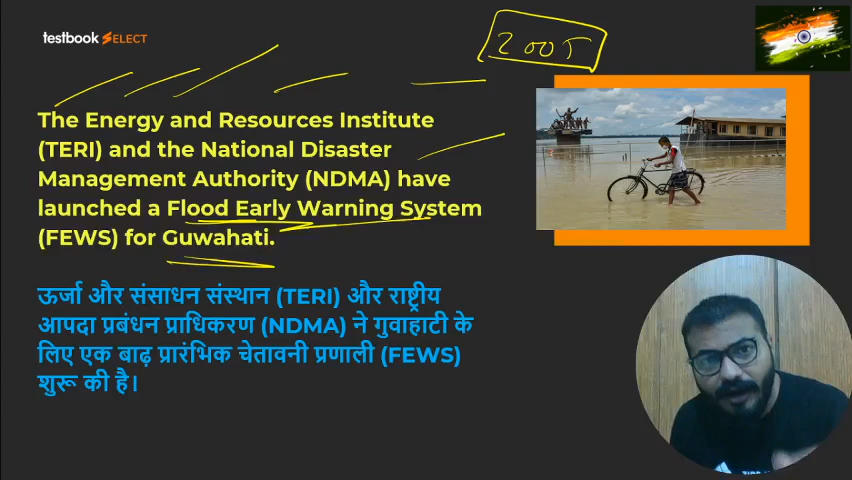 testbook SELECT
2005
The Energy and Resources Institute
(TERI) and the National Disaster
Management Authority (NDMA) have
launched a Flood Early Warning System
(FEWS) for Guwahati.
ऊर्जा और संसाधन संस्थान (TERI) और राष्ट्रीय
आपदा प्रबंधन प्राधिकरण (NDMA) ने गुवाहाटी के
लिए एक बाढ़ प्रारंभिक चेतावनी प्रणाली (FEWS)
शुरू की है।